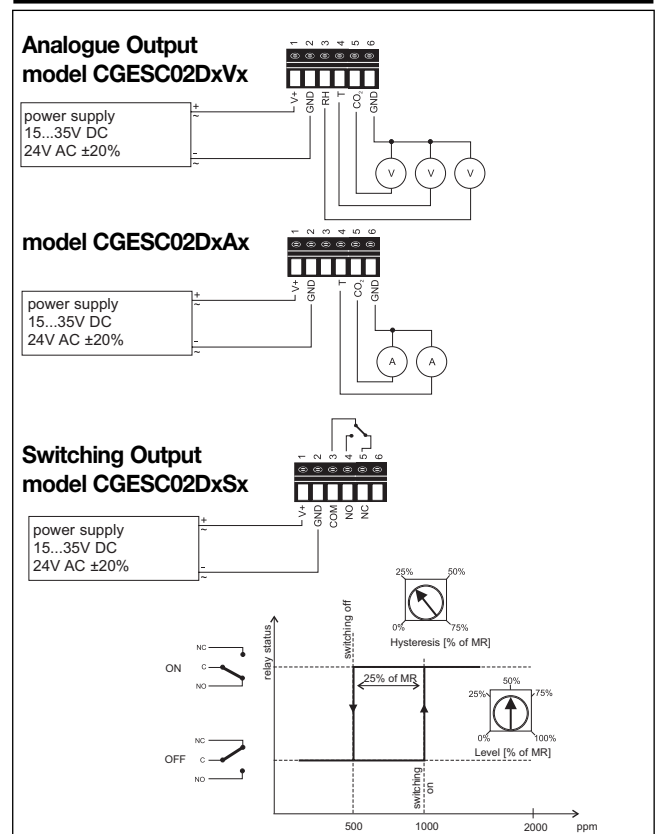 Analogue Output
model CGESC02DxVx
1 2 3 4 5 6
V+ GND RH T CO₂ GND
power supply
15...35V DC
24V AC ±20%
+
~
-
~
V V V
model CGESC02DxAx
1 2 3 4 5 6
V+ GND T CO₂ GND
power supply
15...35V DC
24V AC ±20%
+
~
-
~
A A
Switching Output
model CGESC02DxSx
1 2 3 4 5 6
V+ GND COM NO NC
power supply
15...35V DC
24V AC ±20%
+
~
-
~
25% 50%
0% 75%
Hysteresis [% of MR]
relay status
switching off
NC
ON C
NO
25% of MR
50%
25% 75%
0% 100%
Level [% of MR]
NC
OFF C
NO
switching
on
500 1000 2000 ppm